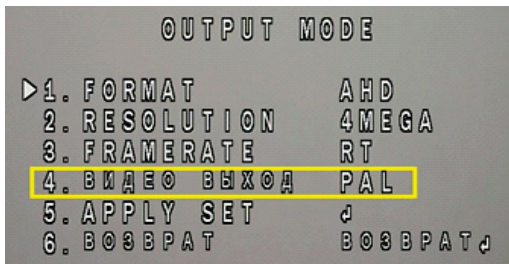 OUTPUT MODE
1. FORMAT AHD
2. RESOLUTION 4MEGA
3. FRAMERATE RT
4. ВИДЕО ВЫХОД PAL
5. APPLY SET ↲
6. ВОЗВРАТ ВОЗВРАТ↲